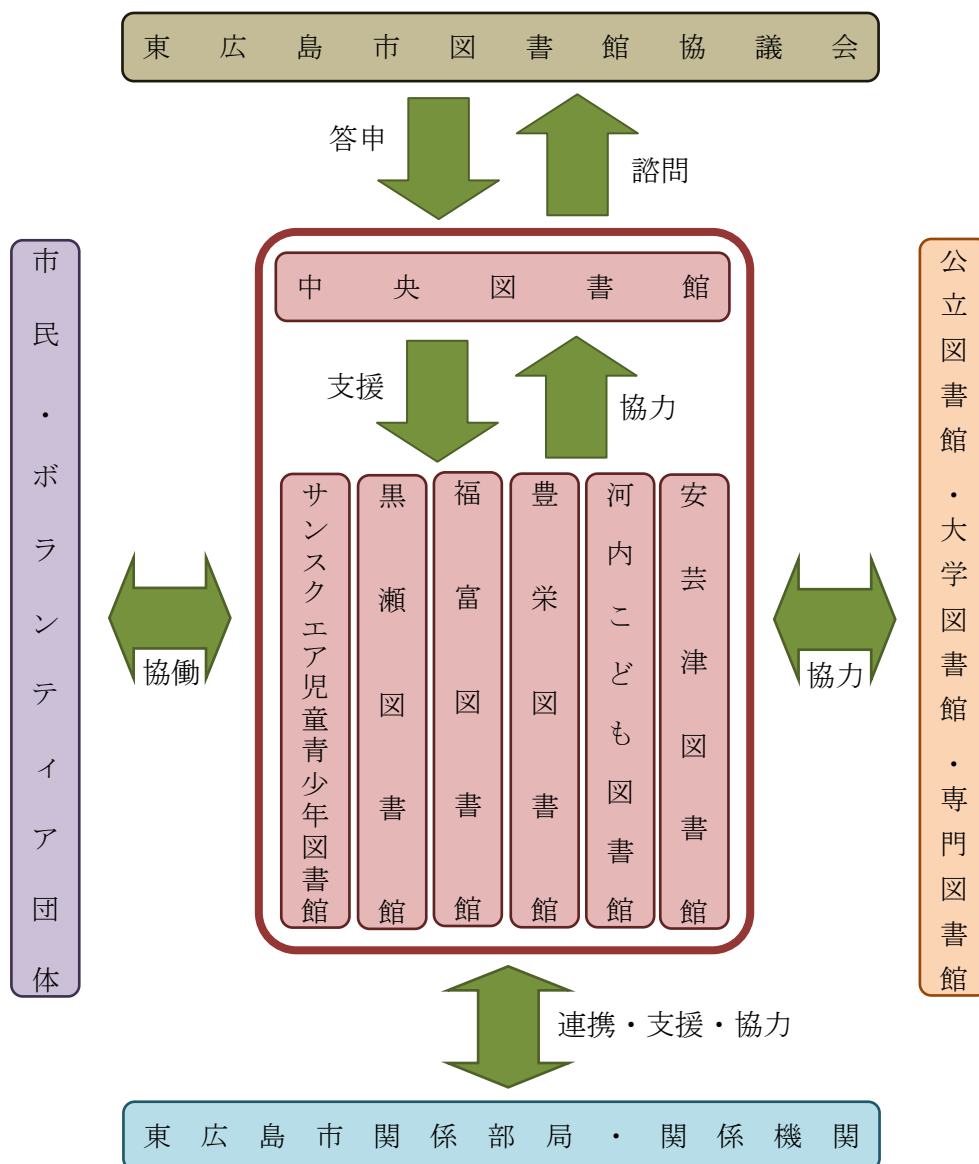 東広島市図書館協議会
答申
諮問
中央図書館
支援
協力
サンスクエア児童青少年図書館
黒瀬図書館
福富図書館
豊栄図書館
河内こども図書館
安芸津図書館
市民・ボランティア団体
協働
協力
公立図書館・大学図書館・専門図書館
連携・支援・協力
東広島市関係部局・関係機関